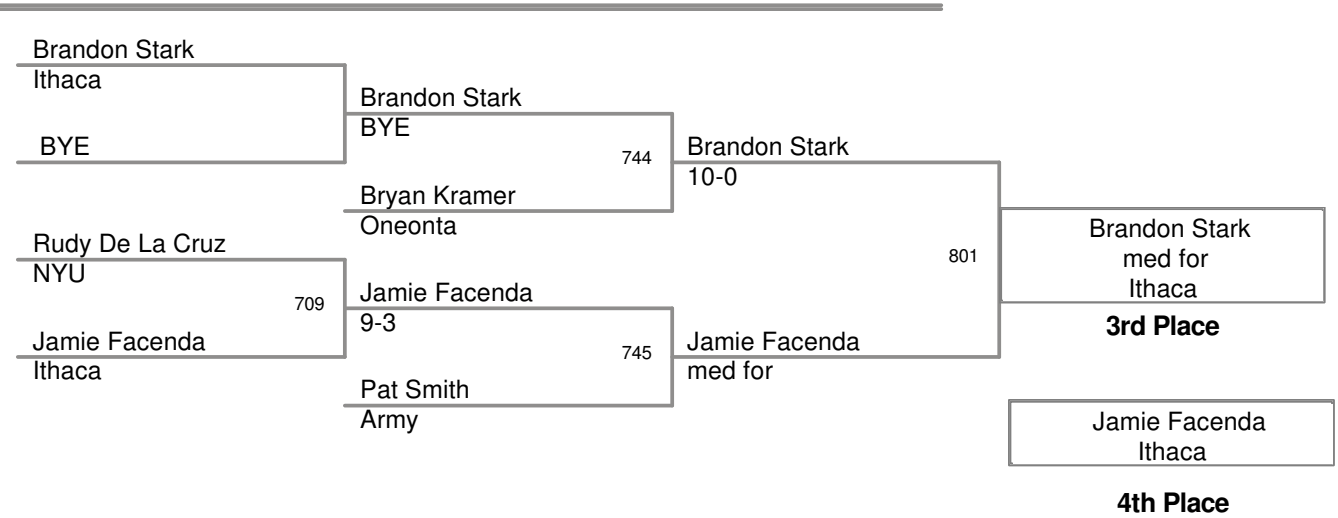 Brandon Stark
Ithaca
BYE
Rudy De La Cruz
NYU
709
Jamie Facenda
Ithaca
Brandon Stark
BYE
744
Bryan Kramer
Oneonta
Jamie Facenda
9-3
745
Pat Smith
Army
Brandon Stark
10-0
801
Jamie Facenda
med for
Brandon Stark
med for
Ithaca
3rd Place
Jamie Facenda
Ithaca
4th Place